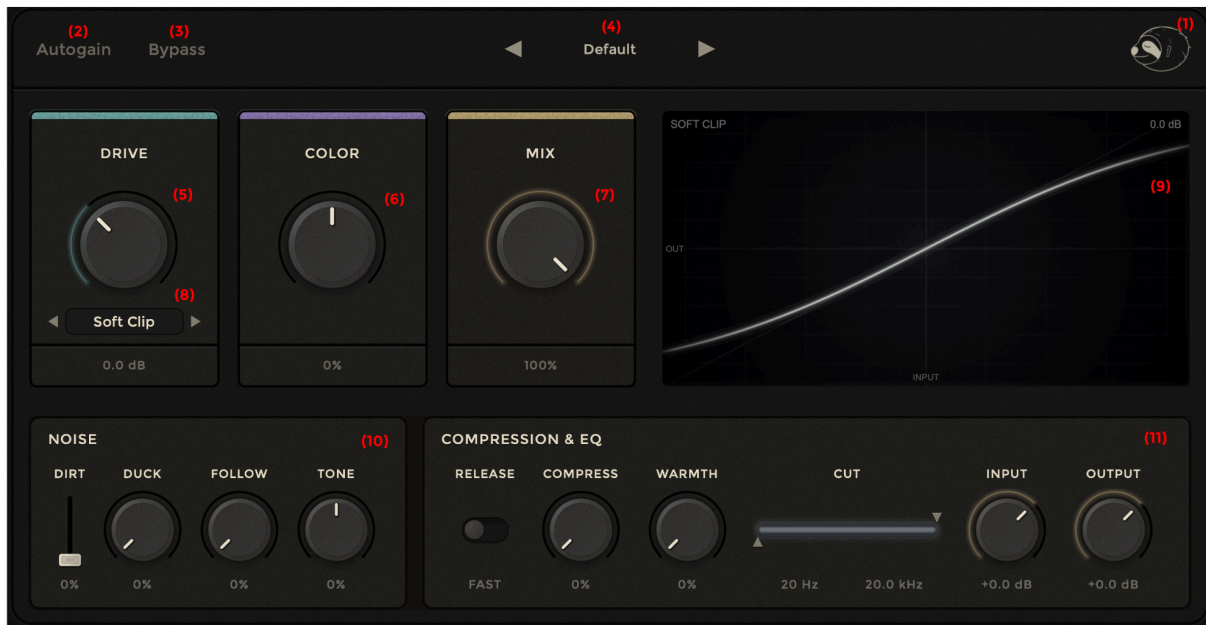 (2) (3) (4) (1)
Autogain Bypass Default
DRIVE COLOR MIX SOFT CLIP 0.0 dB
(5) (6) (7) (9)
OUT
(8)
Soft Clip
0.0 dB 0% 100% INPUT
NOISE (10) COMPRESSION & EQ (11)
DIRT DUCK FOLLOW TONE RELEASE COMPRESS WARMTH CUT INPUT OUTPUT
0% 0% 0% 0% FAST 0% 0% 20 Hz 20.0 kHz +0.0 dB +0.0 dB